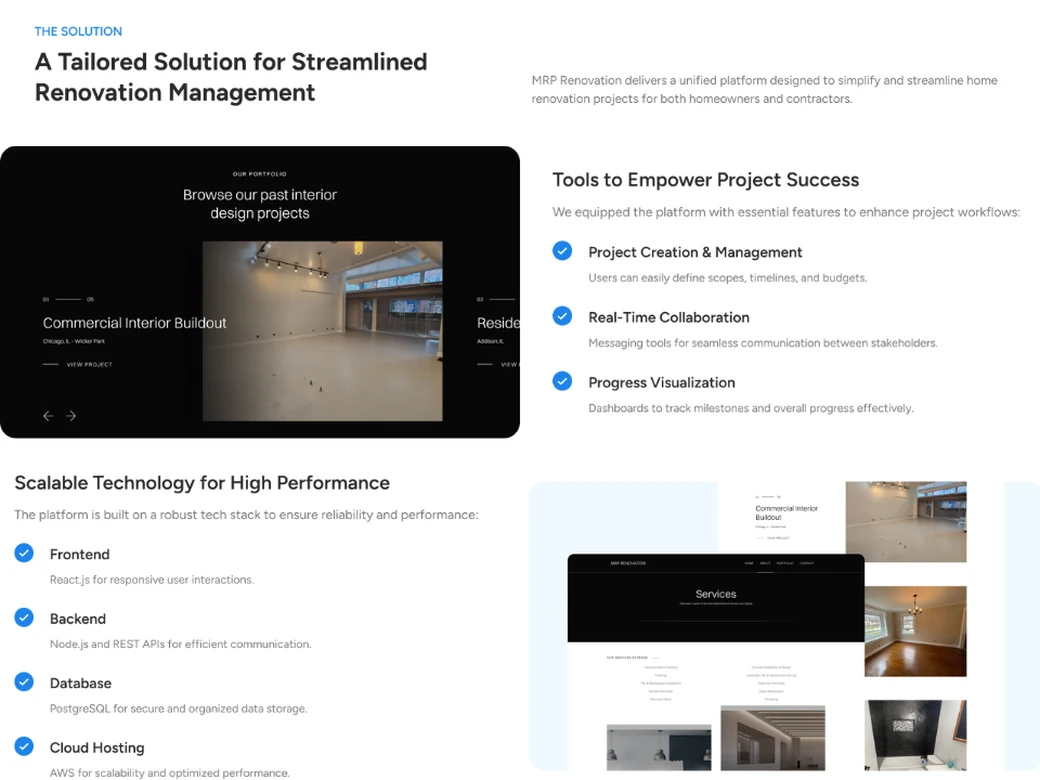 THE SOLUTION
A Tailored Solution for Streamlined
Renovation Management
MRP Renovation delivers a unified platform designed to simplify and streamline home
renovation projects for both homeowners and contractors.
OUR PORTFOLIO
Browse our past interior
design projects
01 05
Commercial Interior Buildout
Chicago, IL - Wicker Park
VIEW PROJECT
02
Reside
Addison, IL
VIEW
Tools to Empower Project Success
We equipped the platform with essential features to enhance project workflows:
Project Creation & Management
Users can easily define scopes, timelines, and budgets.
Real-Time Collaboration
Messaging tools for seamless communication between stakeholders.
Progress Visualization
Dashboards to track milestones and overall progress effectively.
Scalable Technology for High Performance
The platform is built on a robust tech stack to ensure reliability and performance:
Frontend
React.js for responsive user interactions.
Backend
Node.js and REST APIs for efficient communication.
Database
PostgreSQL for secure and organized data storage.
Cloud Hosting
AWS for scalability and optimized performance.
Commercial Interior
Buildout
VIEW PROJECT
MRP RENOVATION
HOME ABOUT PORTFOLIO CONTACT
Services